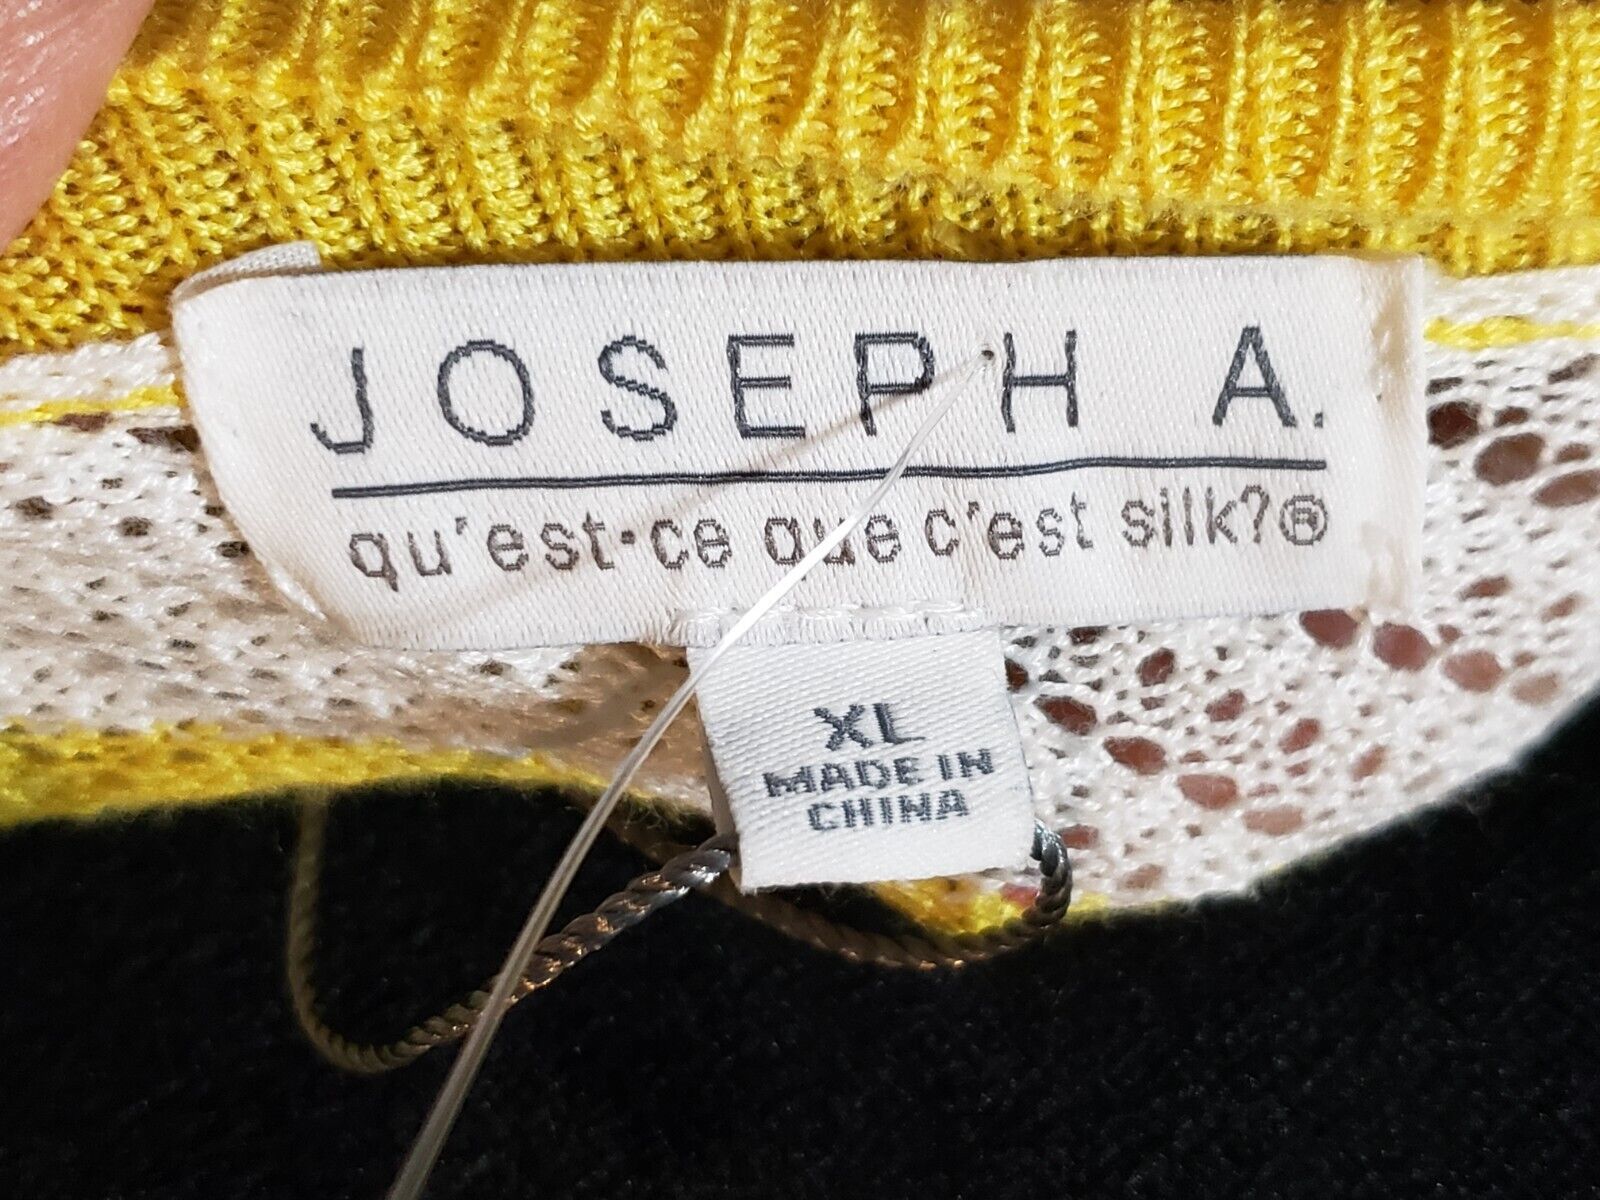 JOSEPH A.
qu'est·ce que c'est silk?®
XL
MADE IN
CHINA